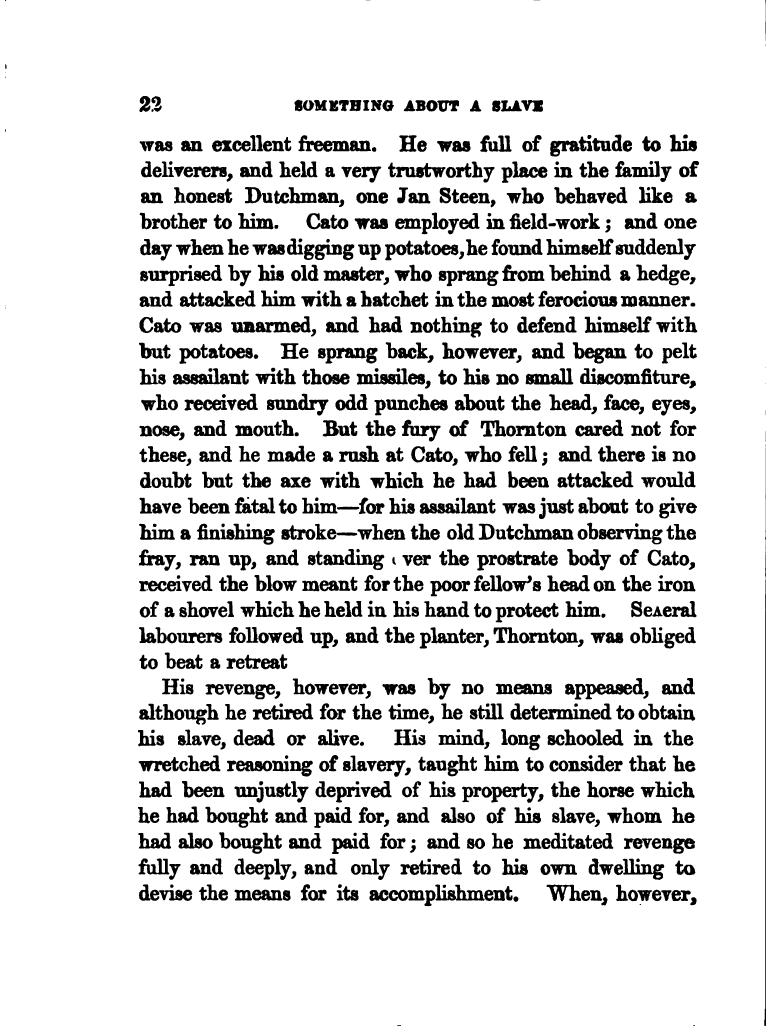 22 SOMETHING ABOUT A SLAVE
was an excellent freeman. He was full of gratitude to his
deliverers, and held a very trustworthy place in the family of
an honest Dutchman, one Jan Steen, who behaved like a
brother to him. Cato was employed in field-work; and one
day when he was digging up potatoes, he found himself suddenly
surprised by his old master, who sprang from behind a hedge,
and attacked him with a hatchet in the most ferocious manner.
Cato was unarmed, and had nothing to defend himself with
but potatoes. He sprang back, however, and began to pelt
his assailant with those missiles, to his no small discomfiture,
who received sundry odd punches about the head, face, eyes,
nose, and mouth. But the fury of Thornton cared not for
these, and he made a rush at Cato, who fell; and there is no
doubt but the axe with which he had been attacked would
have been fatal to him—for his assailant was just about to give
him a finishing stroke—when the old Dutchman observing the
fray, ran up, and standing ver the prostrate body of Cato,
received the blow meant for the poor fellow's head on the iron
of a shovel which he held in his hand to protect him. SeAeral
labourers followed up, and the planter, Thornton, was obliged
to beat a retreat
His revenge, however, was by no means appeased, and
although he retired for the time, he still determined to obtain
his slave, dead or alive. His mind, long schooled in the
wretched reasoning of slavery, taught him to consider that he
had been unjustly deprived of his property, the horse which
he had bought and paid for, and also of his slave, whom he
had also bought and paid for; and so he meditated revenge
fully and deeply, and only retired to his own dwelling to
devise the means for its accomplishment. When, however,